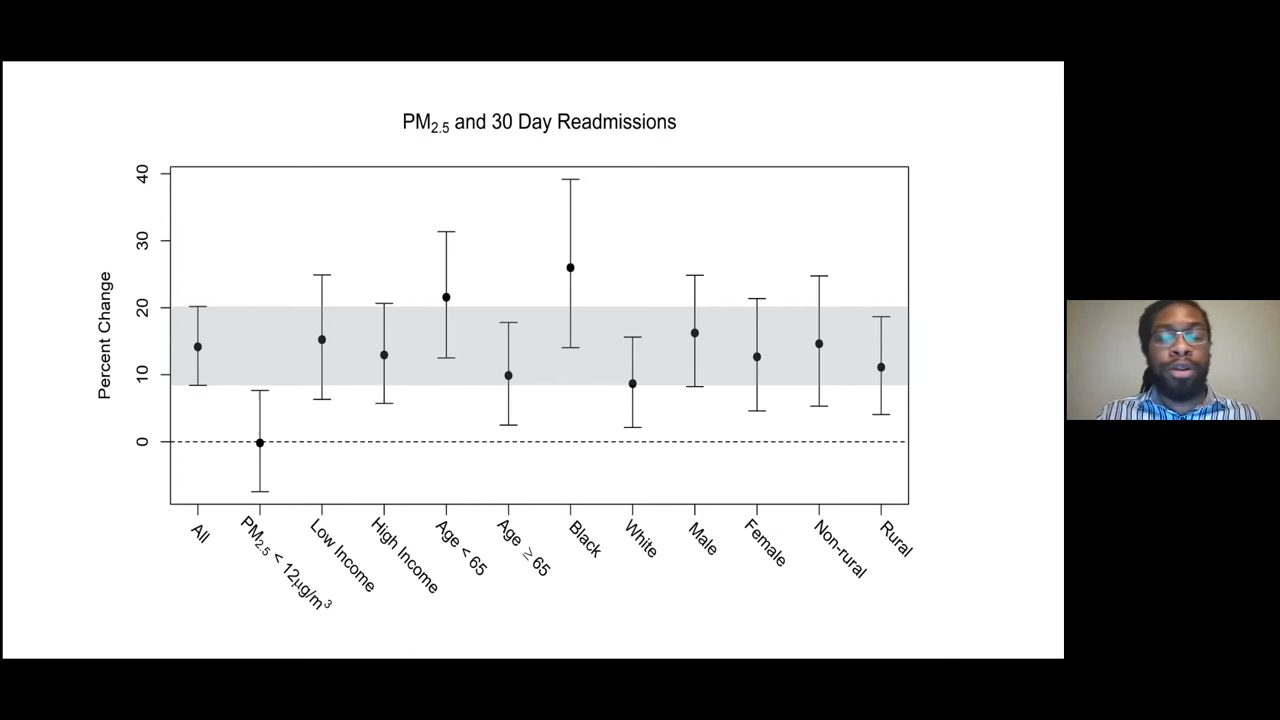 PM2.5 and 30 Day Readmissions
Percent Change
40
30
20
10
0
All
PM2.5 < 12μg/m3
Low Income
High Income
Age < 65
Age ≥ 65
Black
White
Male
Female
Non-rural
Rural